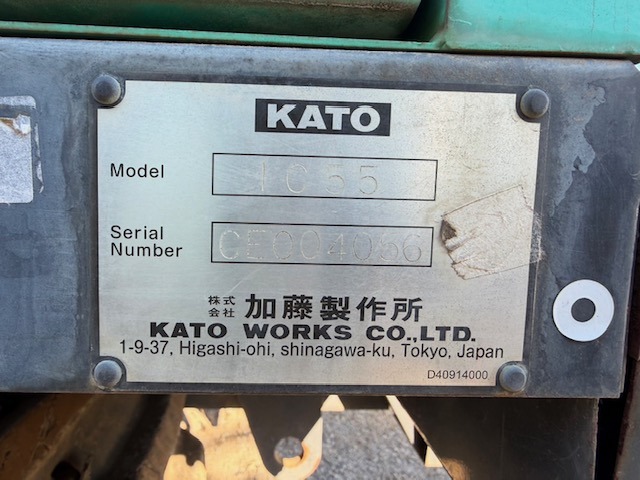 KATO
Model IC35
Serial
Number CE004056
株式
会社 加藤製作所
KATO WORKS CO.,LTD.
1-9-37, Higashi-ohi, shinagawa-ku, Tokyo, Japan
D40914000